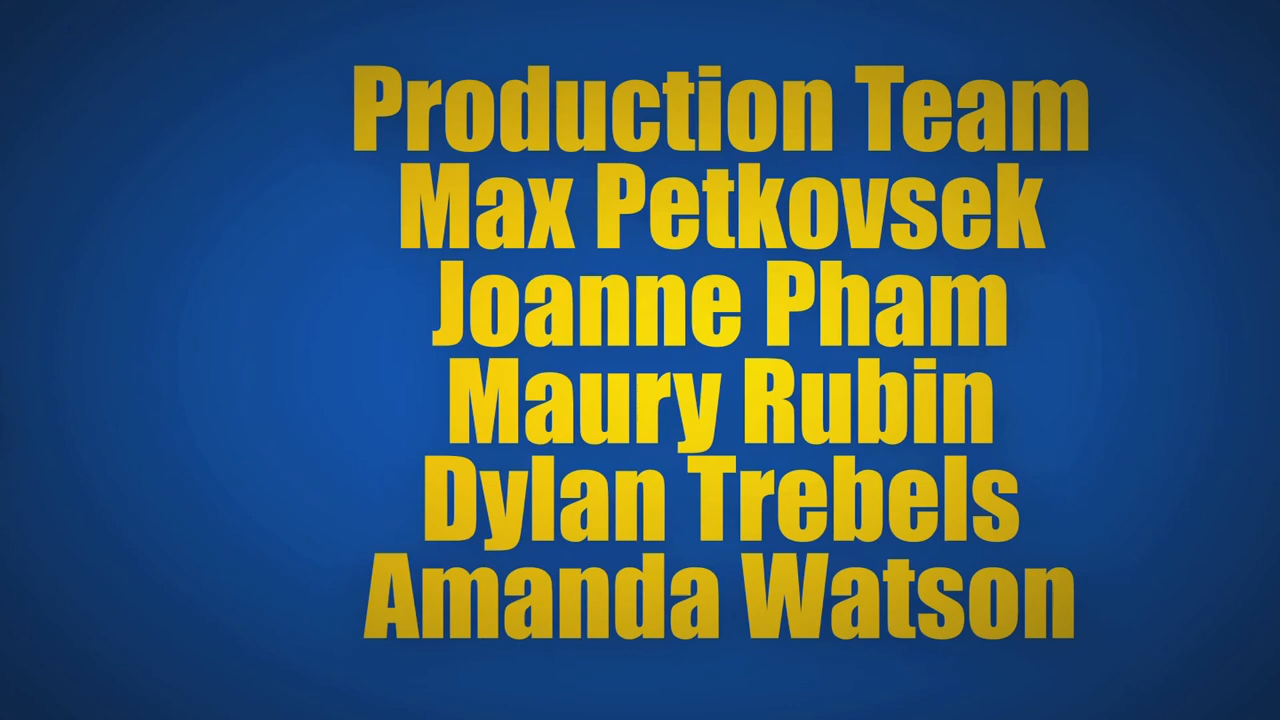 Production Team
Max Petkovsek
Joanne Pham
Maury Rubin
Dylan Trebels
Amanda Watson